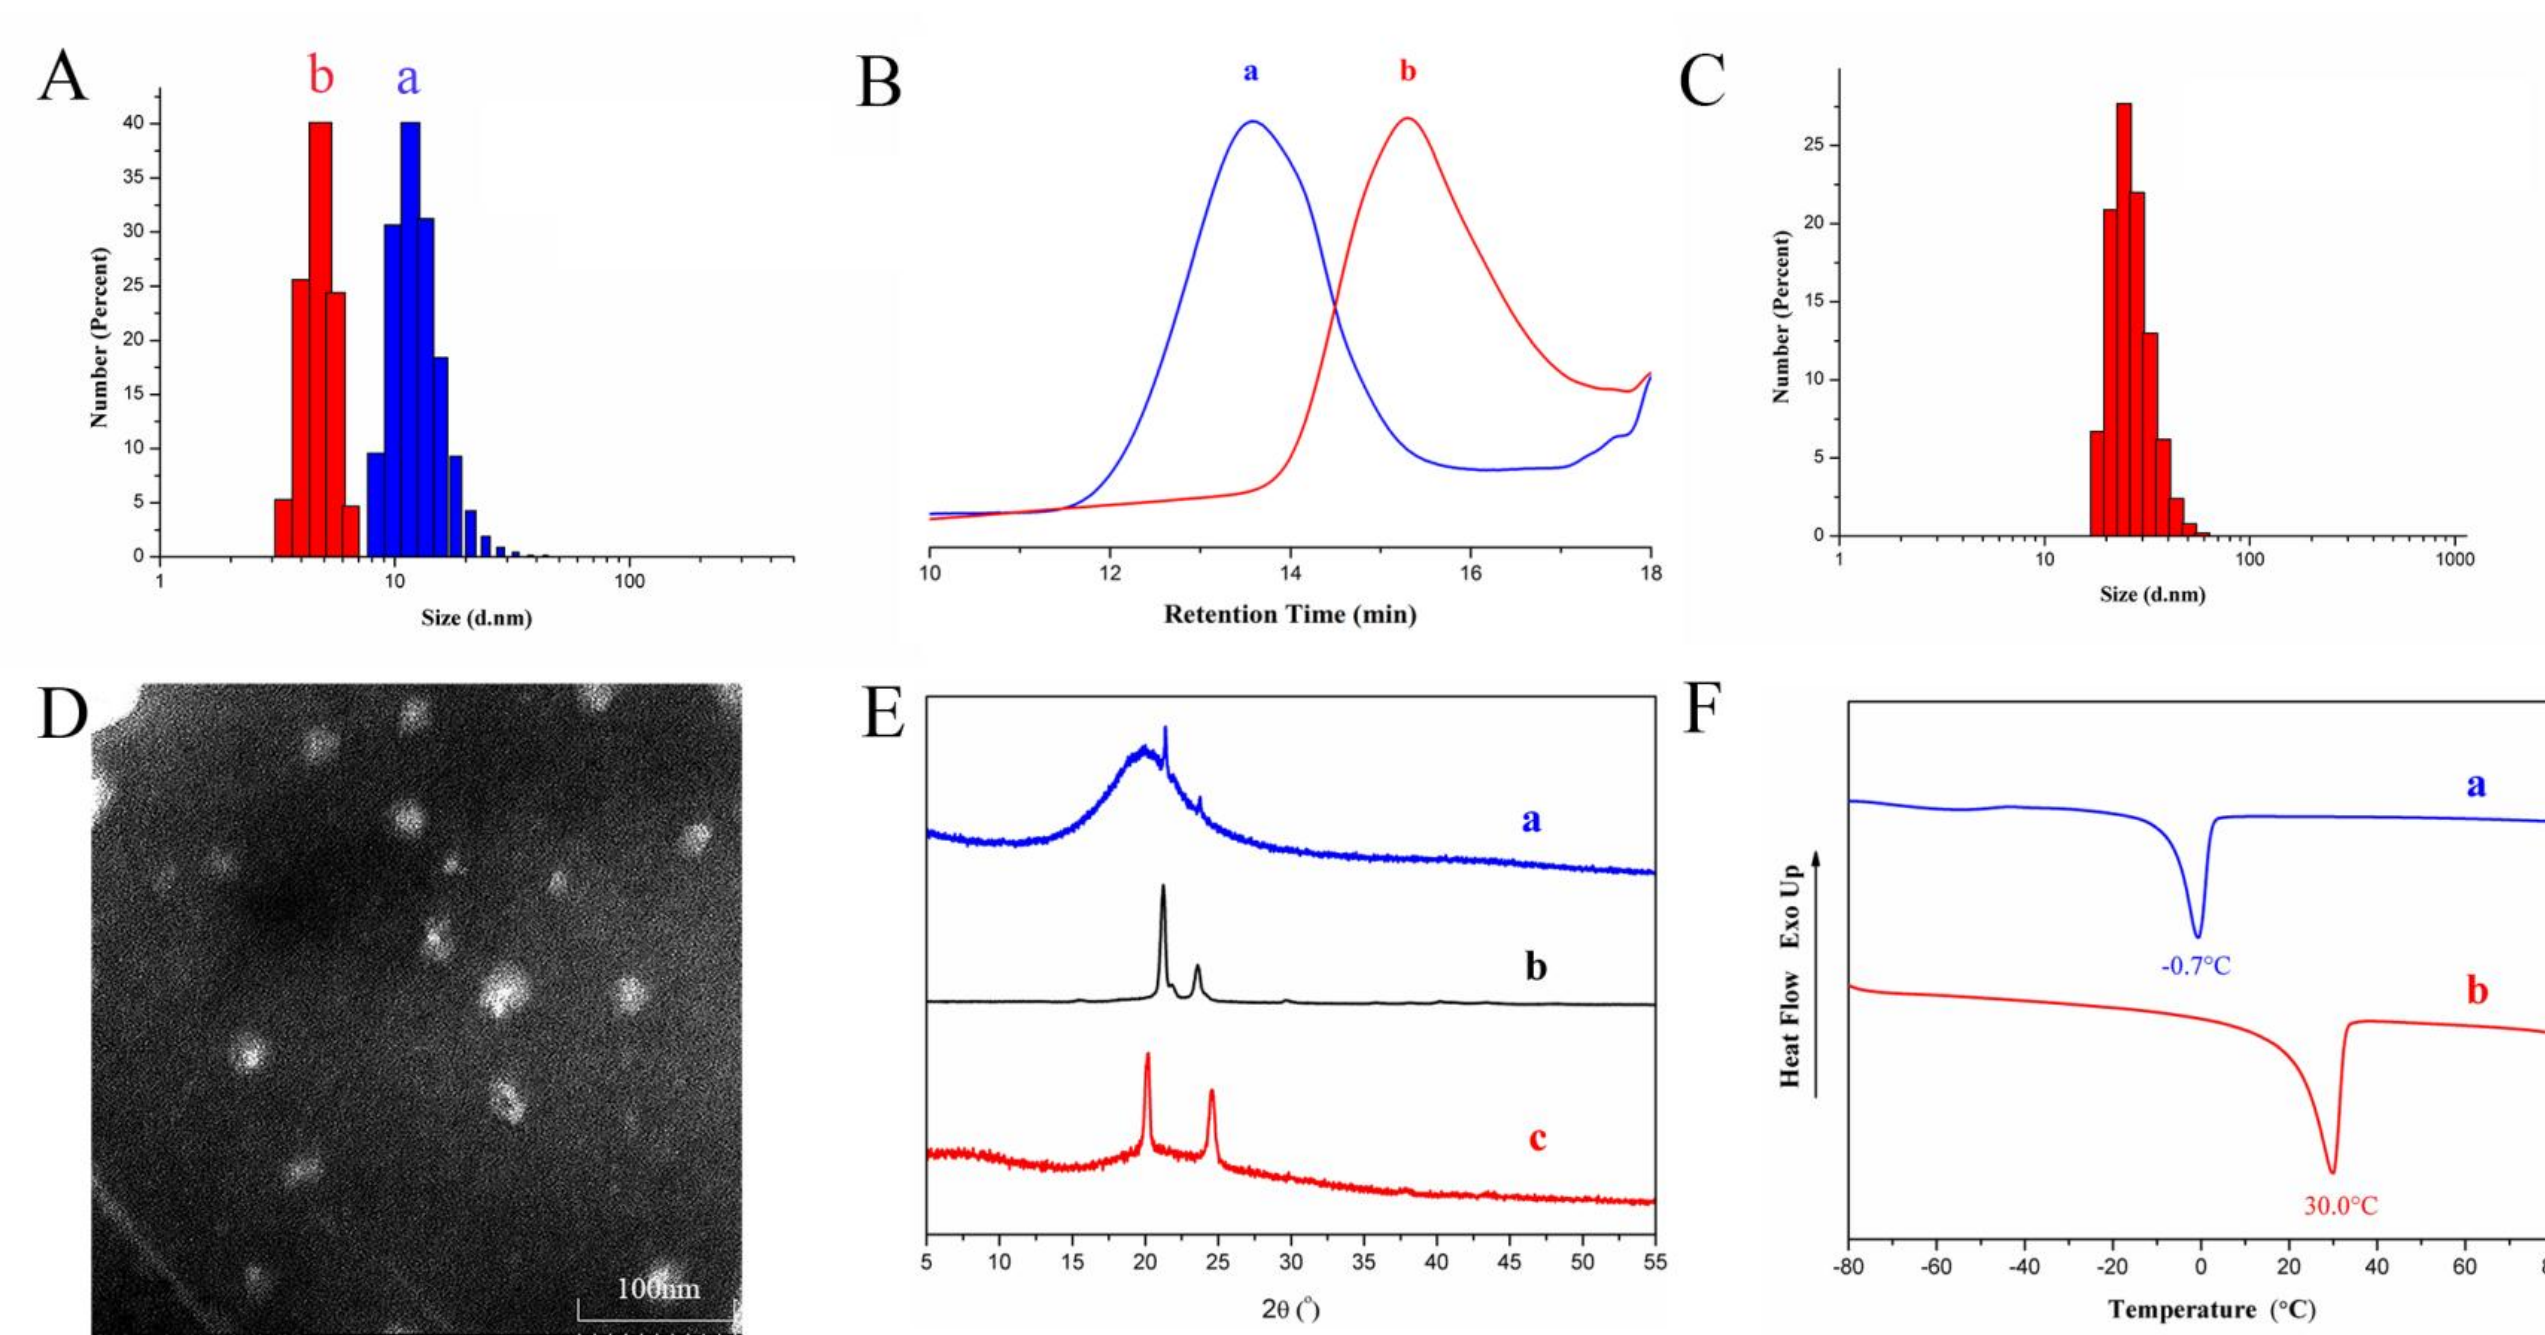 A
b a
40
35
30
25
20
15
10
5
0
1 10 100
Number (Percent)
Size (d.nm)
B
a b
10 12 14 16 18
Retention Time (min)
C
25
20
15
10
5
0
1 10 100 1000
Number (Percent)
Size (d.nm)
D
100nm
E
a
b
c
5 10 15 20 25 30 35 40 45 50 55
2θ (°)
F
a
-0.7°C
b
30.0°C
Heat Flow Exo Up
-80 -60 -40 -20 0 20 40 60
Temperature (°C)